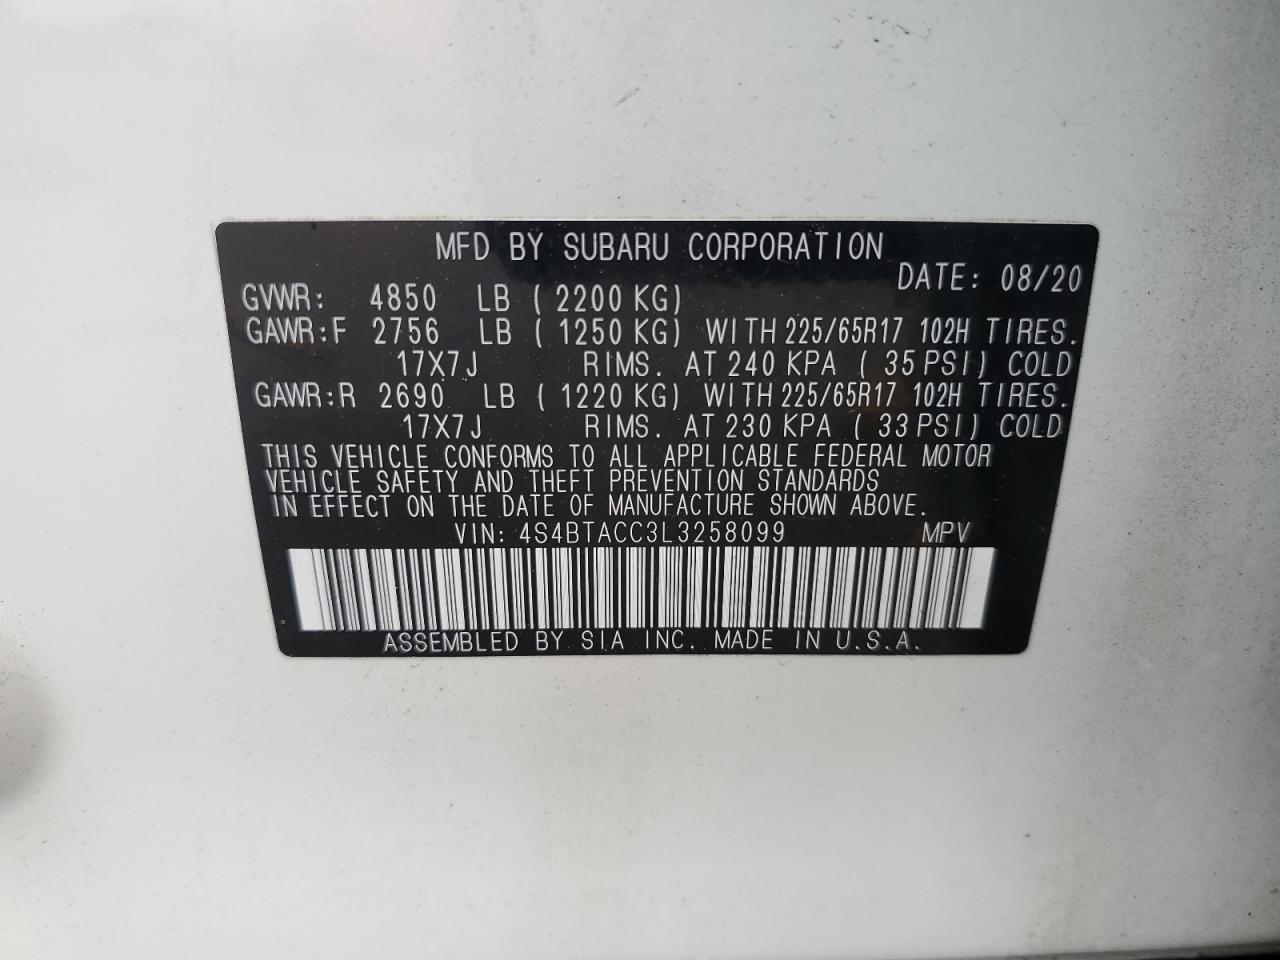 MFD BY SUBARU CORPORATION
DATE: 08/20
GVWR: 4850 LB ( 2200 KG)
GAWR:F 2756 LB ( 1250 KG) WITH 225/65R17 102H TIRES.
17X7J RIMS. AT 240 KPA ( 35 PSI) COLD
GAWR:R 2690 LB ( 1220 KG) WITH 225/65R17 102H TIRES.
17X7J RIMS. AT 230 KPA ( 33 PSI) COLD
THIS VEHICLE CONFORMS TO ALL APPLICABLE FEDERAL MOTOR
VEHICLE SAFETY AND THEFT PREVENTION STANDARDS
IN EFFECT ON THE DATE OF MANUFACTURE SHOWN ABOVE.
VIN: 4S4BTACC3L3258099 MPV
ASSEMBLED BY SIA INC. MADE IN U.S.A.